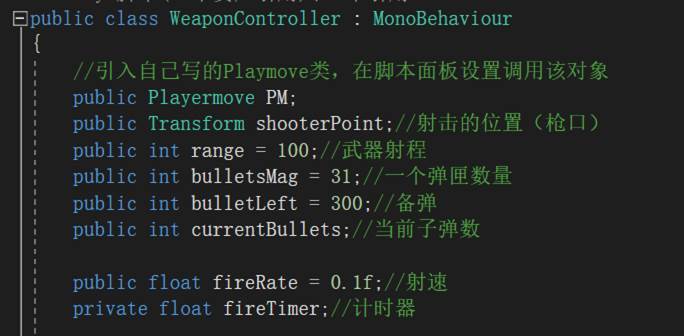 public class WeaponController : MonoBehaviour
{
//引入自己写的Playmove类，在脚本面板设置调用该对象
public Playermove PM;
public Transform shooterPoint;//射击的位置（枪口）
public int range = 100;//武器射程
public int bulletsMag = 31;//一个弹匣数量
public int bulletLeft = 300;//备弹
public int currentBullets;//当前子弹数
public float fireRate = 0.1f;//射速
private float fireTimer;//计时器